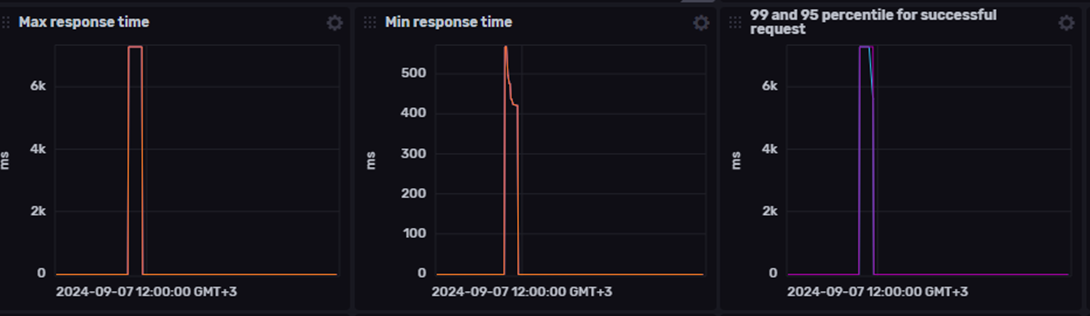 Max response time
6k
4k
2k
0
ms
2024-09-07 12:00:00 GMT+3
Min response time
500
400
300
200
100
0
ms
2024-09-07 12:00:00 GMT+3
99 and 95 percentile for successful
request
6k
4k
2k
0
ms
2024-09-07 12:00:00 GMT+3